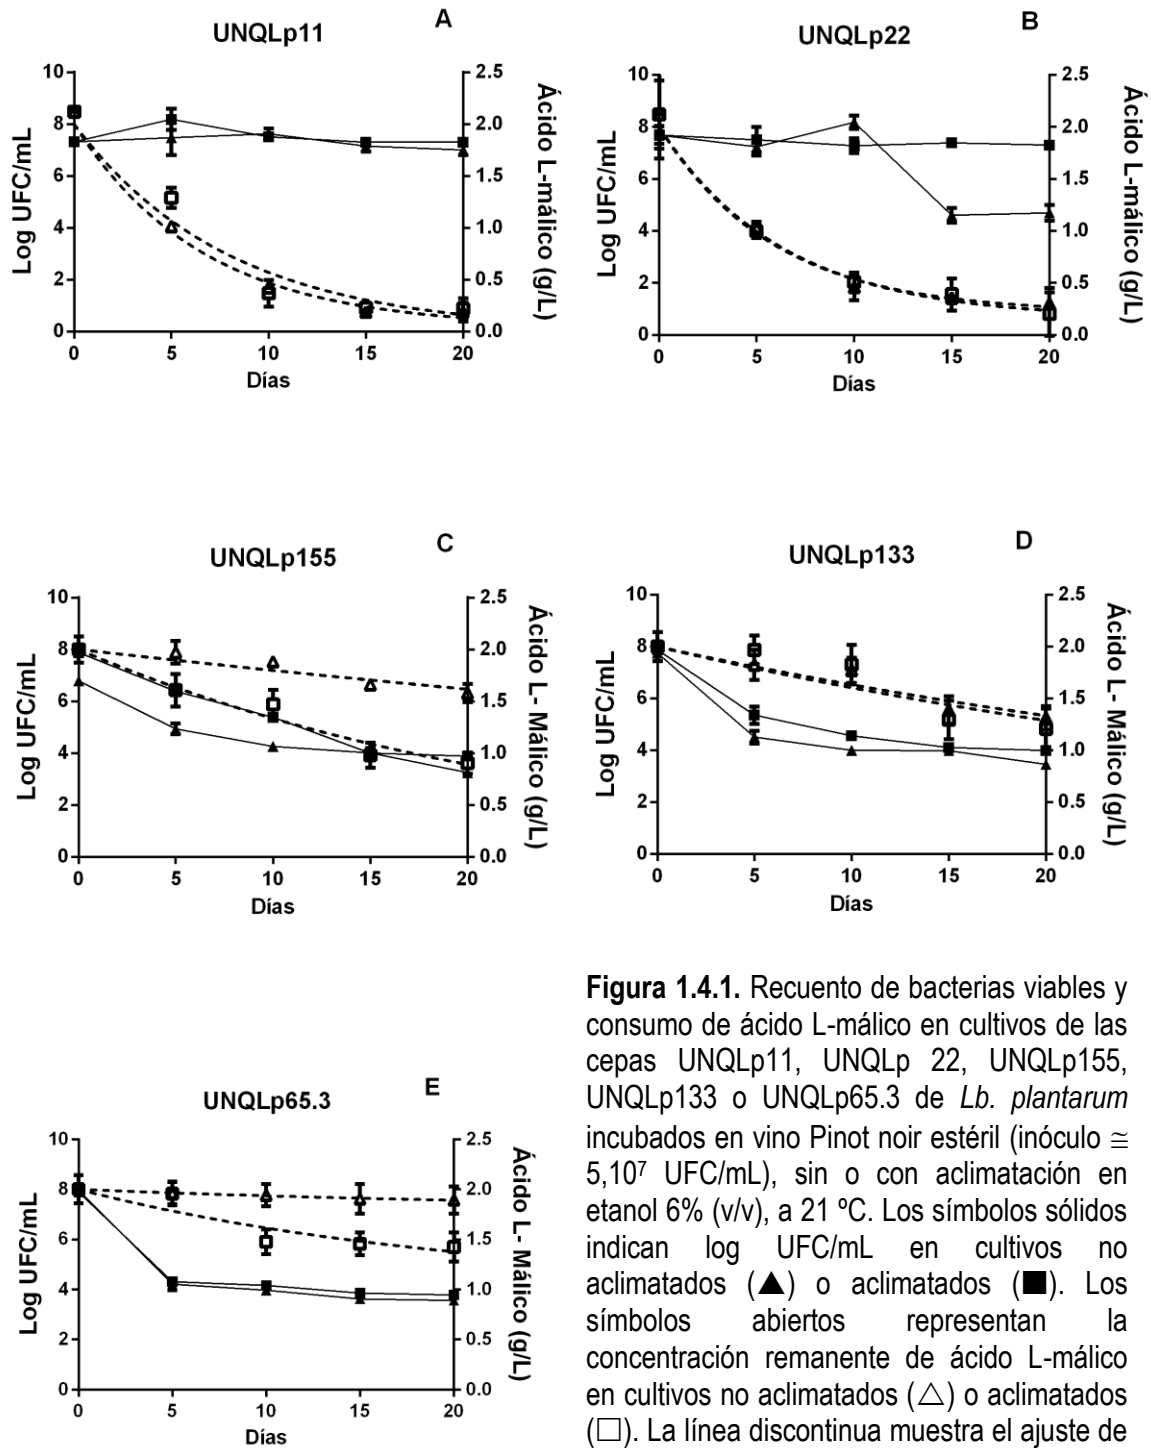 A
UNQLp11
10
8
6
4
2
0
Log UFC/mL
2.5
2.0
1.5
1.0
0.5
0.0
Ácido L-málico (g/L)
0 5 10 15 20
Días
B
UNQLp22
10
8
6
4
2
0
Log UFC/mL
2.5
2.0
1.5
1.0
0.5
0.0
Ácido L-málico (g/L)
0 5 10 15 20
Días
C
UNQLp155
10
8
6
4
2
0
Log UFC/mL
2.5
2.0
1.5
1.0
0.5
0.0
Ácido L- Málico (g/L)
0 5 10 15 20
Días
D
UNQLp133
10
8
6
4
2
0
Log UFC/mL
2.5
2.0
1.5
1.0
0.5
0.0
Ácido L- Málico (g/L)
0 5 10 15 20
Días
E
UNQLp65.3
10
8
6
4
2
0
Log UFC/mL
2.5
2.0
1.5
1.0
0.5
0.0
Ácido L- Málico (g/L)
0 5 10 15 20
Días
Figura 1.4.1. Recuento de bacterias viables y
consumo de ácido L-málico en cultivos de las
cepas UNQLp11, UNQLp 22, UNQLp155,
UNQLp133 o UNQLp65.3 de Lb. plantarum
incubados en vino Pinot noir estéril (inóculo ≅
5,10⁷ UFC/mL), sin o con aclimatación en
etanol 6% (v/v), a 21 ºC. Los símbolos sólidos
indican log UFC/mL en cultivos no
aclimatados (▲) o aclimatados (■). Los
símbolos abiertos representan la
concentración remanente de ácido L-málico
en cultivos no aclimatados (△) o aclimatados
(□). La línea discontinua muestra el ajuste de